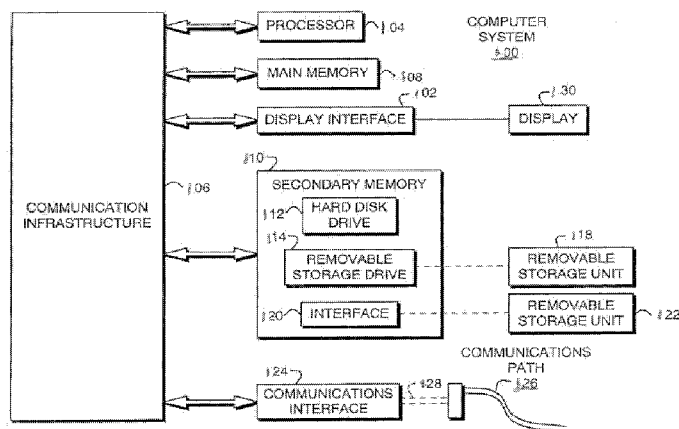 COMPUTER
SYSTEM
100
PROCESSOR
104
MAIN MEMORY
108
102
DISPLAY INTERFACE
130
DISPLAY
106
COMMUNICATION
INFRASTRUCTURE
110
SECONDARY MEMORY
112
HARD DISK
DRIVE
114
REMOVABLE
STORAGE DRIVE
118
REMOVABLE
STORAGE UNIT
120
INTERFACE
REMOVABLE
STORAGE UNIT
122
124
COMMUNICATIONS
INTERFACE
128
COMMUNICATIONS
PATH
126